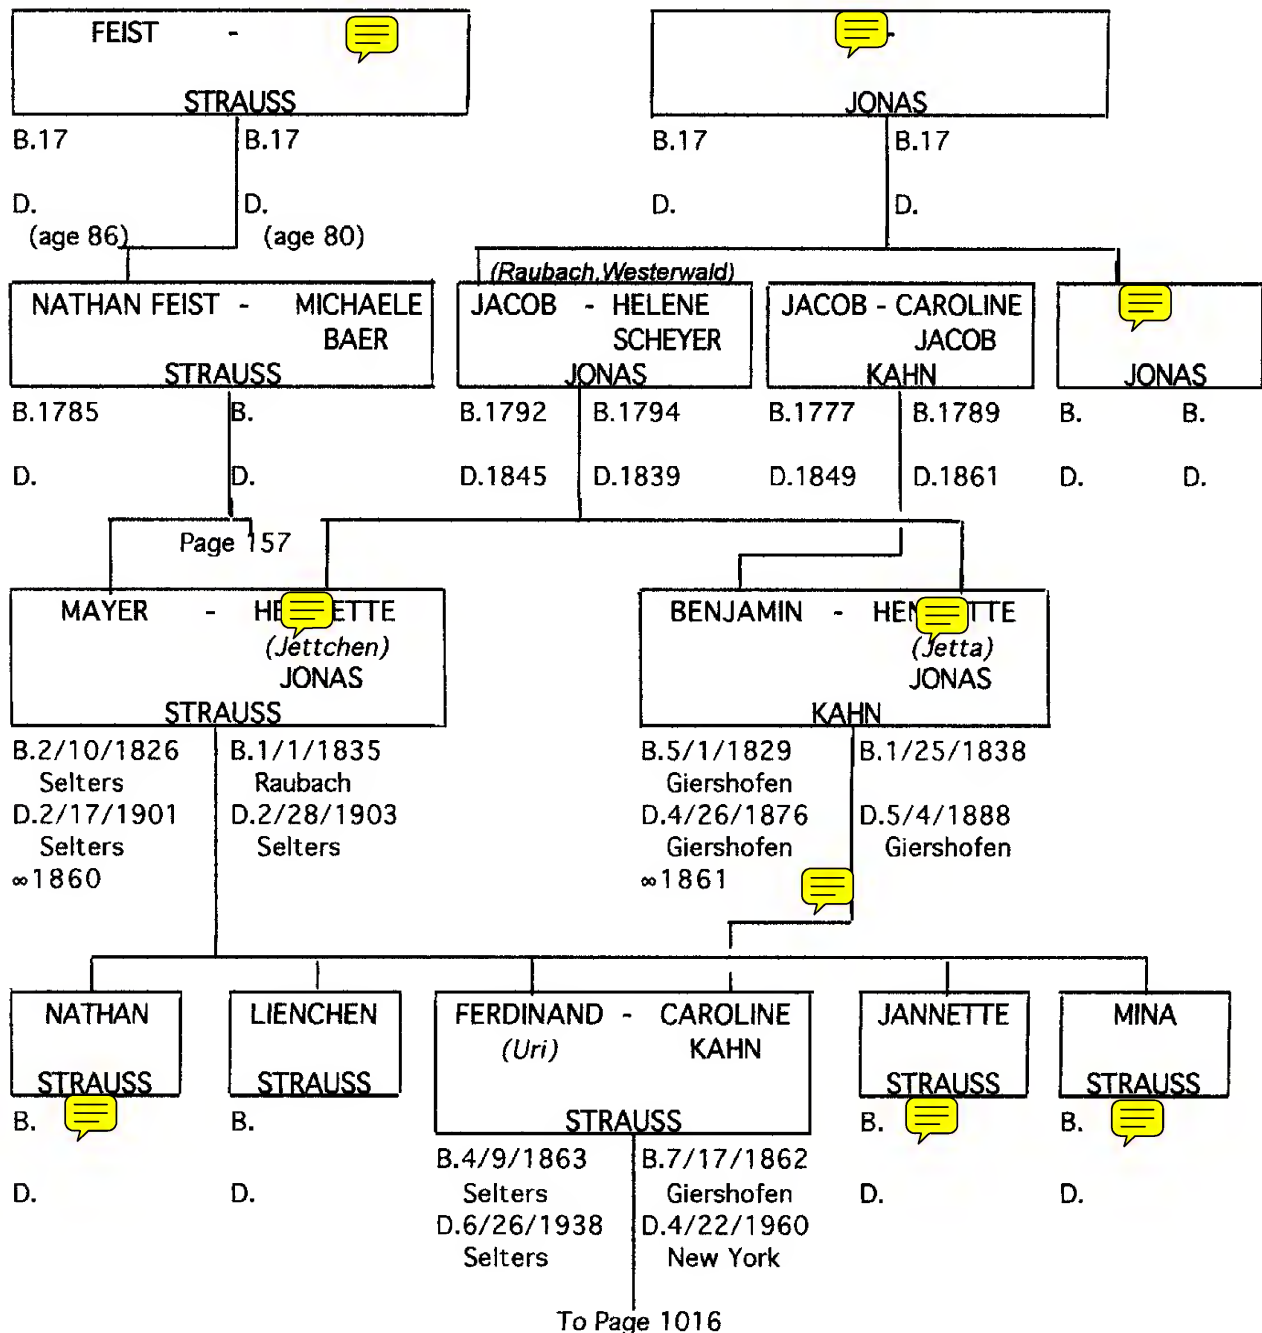 FEIST -
STRAUSS
-
JONAS
B.17 B.17
D. D.
(age 86) (age 80)
B.17 B.17
D. D.
(Raubach,Westerwald)
NATHAN FEIST - MICHAELE
BAER
STRAUSS
JACOB - HELENE
SCHEYER
JONAS
JACOB - CAROLINE
JACOB
KAHN
JONAS
B.1785 B.
D. D.
B.1792 B.1794
D.1845 D.1839
B.1777 B.1789
D.1849 D.1861
B. B.
D. D.
Page 157
MAYER -
(Jettchen)
JONAS
STRAUSS
BENJAMIN -
(Jetta)
JONAS
KAHN
B.2/10/1826 B.1/1/1835
Selters Raubach
D.2/17/1901 D.2/28/1903
Selters Selters
∞1860
B.5/1/1829 B.1/25/1838
Giershofen
D.4/26/1876 D.5/4/1888
Giershofen Giershofen
∞1861
NATHAN
STRAUSS
B.
D.
LIENCHEN
STRAUSS
B.
D.
FERDINAND - CAROLINE
(Uri) KAHN
STRAUSS
B.4/9/1863 B.7/17/1862
Selters Giershofen
D.6/26/1938 D.4/22/1960
Selters New York
JANNETTE
STRAUSS
B.
D.
MINA
STRAUSS
B.
D.
To Page 1016